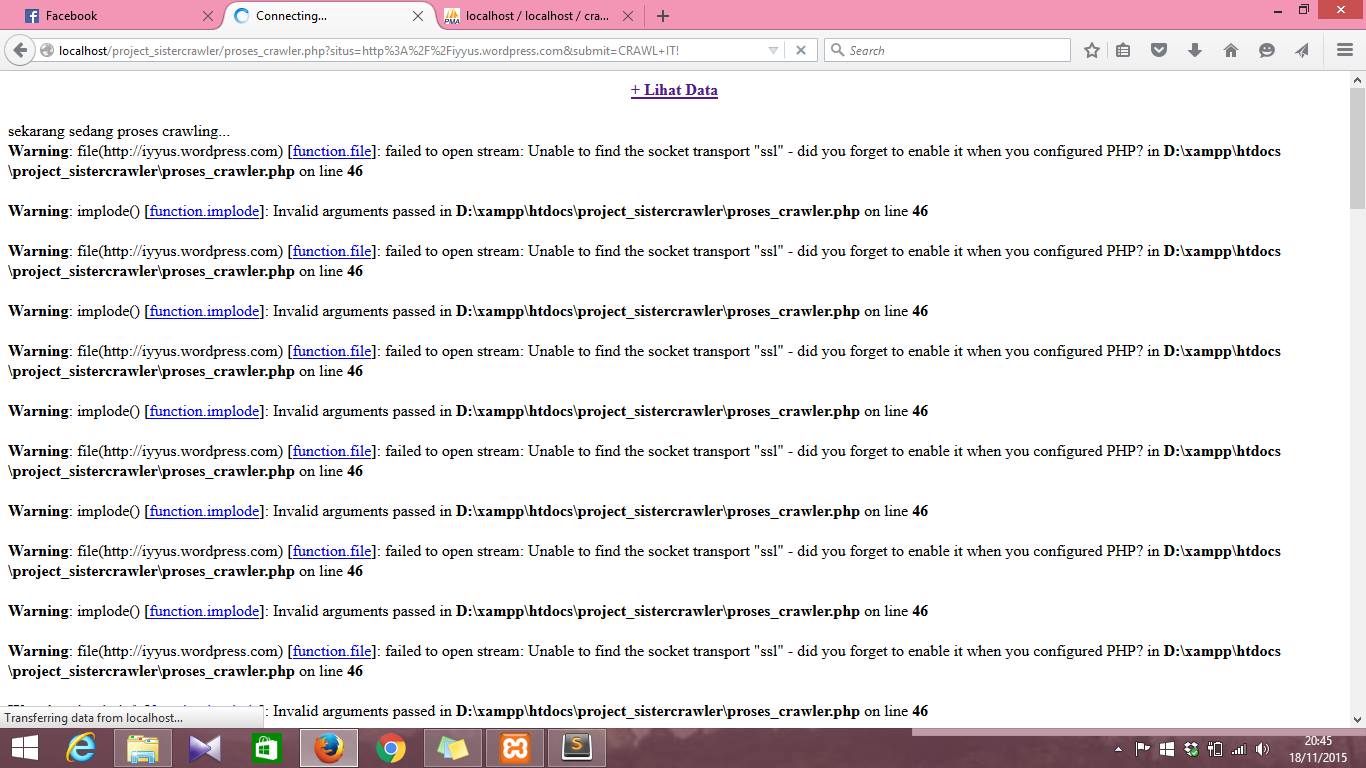 Facebook
Connecting...
localhost / localhost / cra...
localhost/project_sistercrawler/proses_crawler.php?situs=http%3A%2F%2Fiyyus.wordpress.com&submit=CRAWL+IT!
Search
+ Lihat Data
sekarang sedang proses crawling...
Warning: file(http://iyyus.wordpress.com) [function.file]: failed to open stream: Unable to find the socket transport "ssl" - did you forget to enable it when you configured PHP? in D:\xampp\htdocs
\project_sistercrawler\proses_crawler.php on line 46
Warning: implode() [function.implode]: Invalid arguments passed in D:\xampp\htdocs\project_sistercrawler\proses_crawler.php on line 46
Warning: file(http://iyyus.wordpress.com) [function.file]: failed to open stream: Unable to find the socket transport "ssl" - did you forget to enable it when you configured PHP? in D:\xampp\htdocs
\project_sistercrawler\proses_crawler.php on line 46
Warning: implode() [function.implode]: Invalid arguments passed in D:\xampp\htdocs\project_sistercrawler\proses_crawler.php on line 46
Warning: file(http://iyyus.wordpress.com) [function.file]: failed to open stream: Unable to find the socket transport "ssl" - did you forget to enable it when you configured PHP? in D:\xampp\htdocs
\project_sistercrawler\proses_crawler.php on line 46
Warning: implode() [function.implode]: Invalid arguments passed in D:\xampp\htdocs\project_sistercrawler\proses_crawler.php on line 46
Warning: file(http://iyyus.wordpress.com) [function.file]: failed to open stream: Unable to find the socket transport "ssl" - did you forget to enable it when you configured PHP? in D:\xampp\htdocs
\project_sistercrawler\proses_crawler.php on line 46
Warning: implode() [function.implode]: Invalid arguments passed in D:\xampp\htdocs\project_sistercrawler\proses_crawler.php on line 46
Warning: file(http://iyyus.wordpress.com) [function.file]: failed to open stream: Unable to find the socket transport "ssl" - did you forget to enable it when you configured PHP? in D:\xampp\htdocs
\project_sistercrawler\proses_crawler.php on line 46
Warning: implode() [function.implode]: Invalid arguments passed in D:\xampp\htdocs\project_sistercrawler\proses_crawler.php on line 46
Warning: file(http://iyyus.wordpress.com) [function.file]: failed to open stream: Unable to find the socket transport "ssl" - did you forget to enable it when you configured PHP? in D:\xampp\htdocs
\project_sistercrawler\proses_crawler.php on line 46
: Invalid arguments passed in D:\xampp\htdocs\project_sistercrawler\proses_crawler.php on line 46
Transferring data from localhost...
20:45
18/11/2015